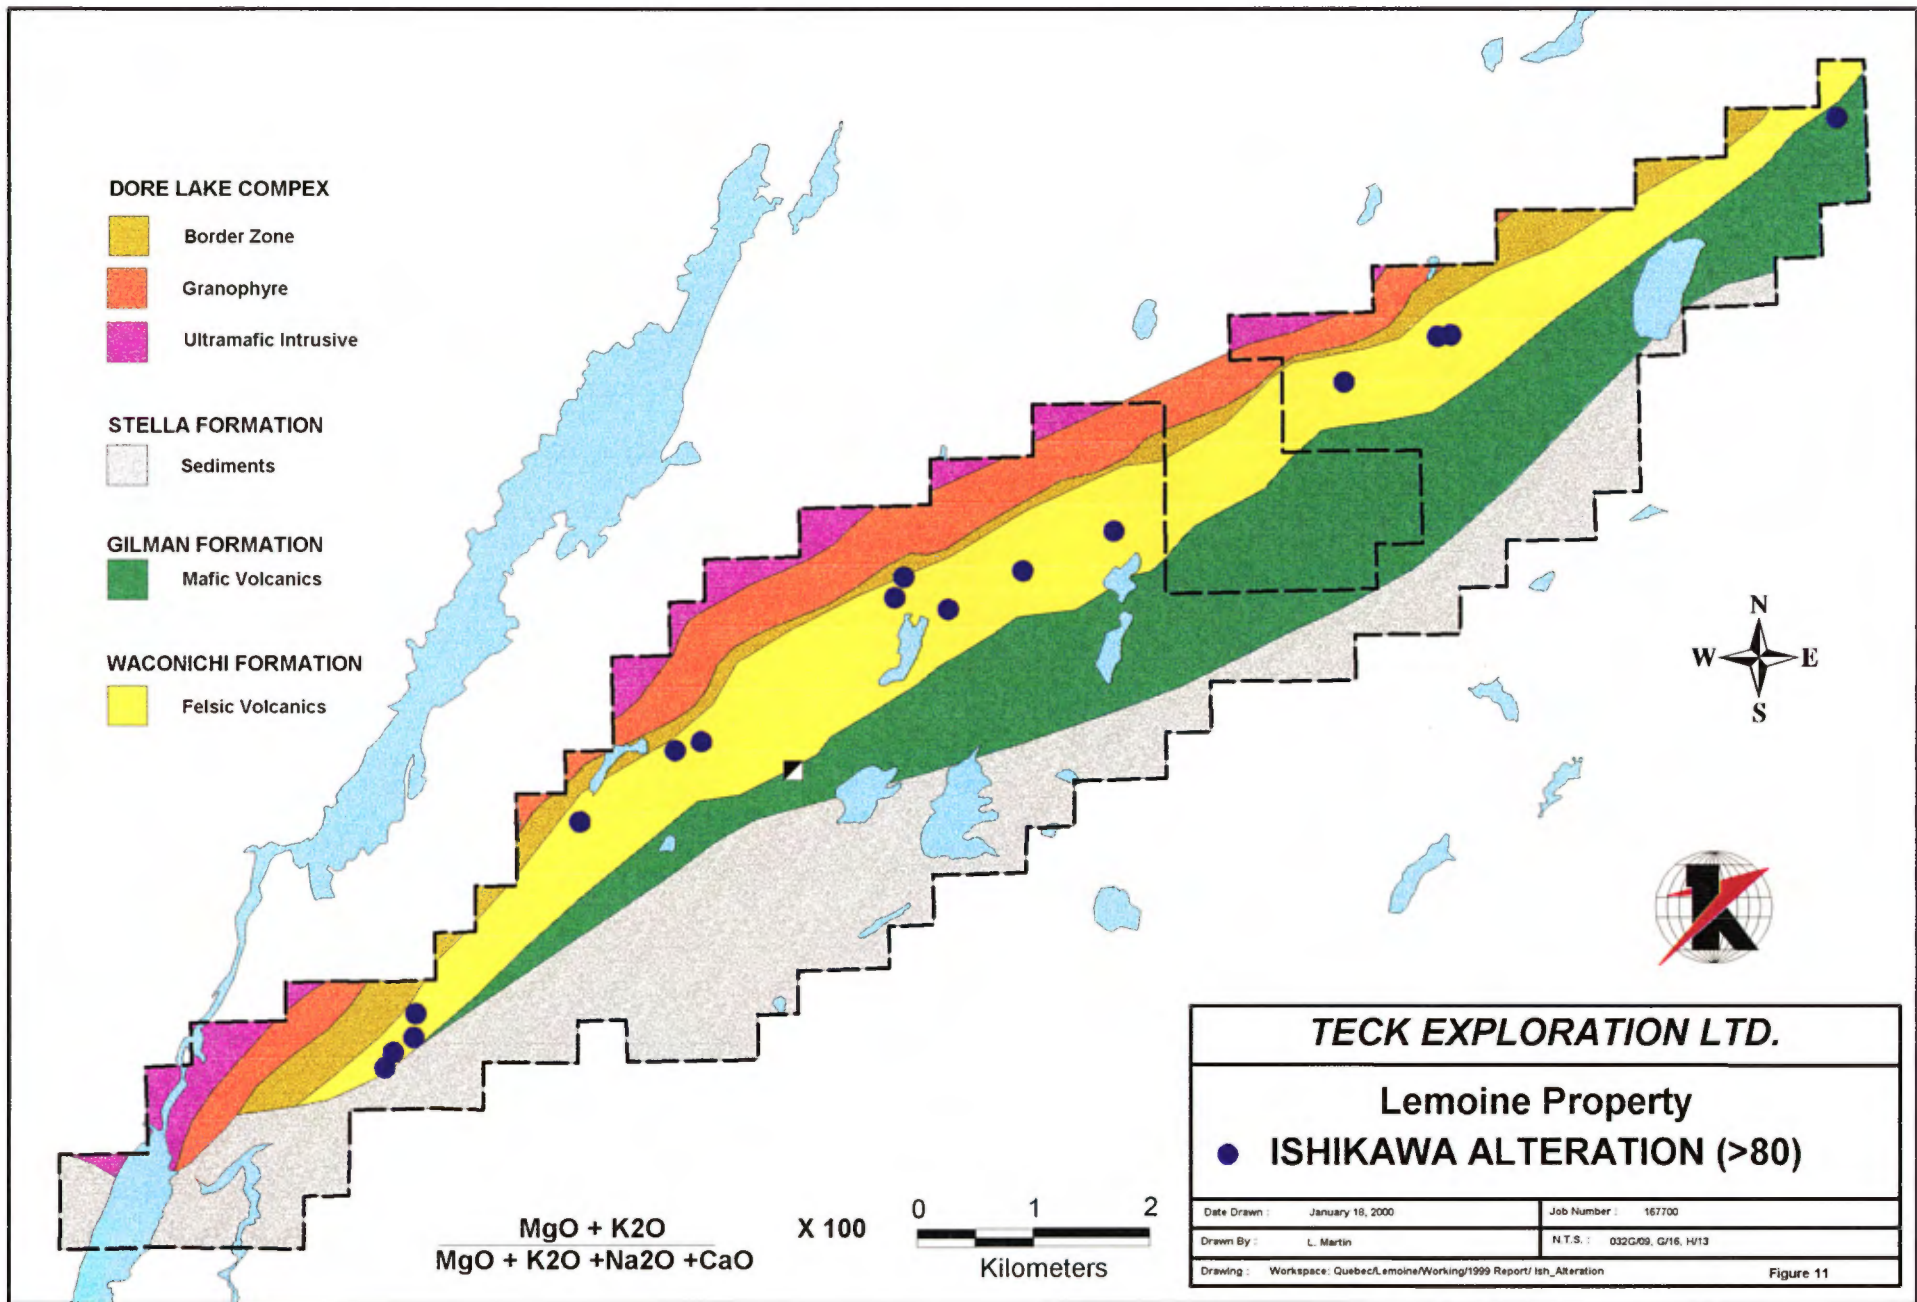 DORE LAKE COMPEX
Border Zone
Granophyre
Ultramafic Intrusive
STELLA FORMATION
Sediments
GILMAN FORMATION
Mafic Volcanics
WACONICHI FORMATION
Felsic Volcanics
N
W E
S
MgO + K2O
MgO + K2O +Na2O +CaO
X 100
0 1 2
Kilometers
TECK EXPLORATION LTD.
Lemoine Property
ISHIKAWA ALTERATION (>80)
Date Drawn : January 18, 2000
Job Number : 167700
Drawn By : L. Martin
N.T.S. : 032G/09, G/16, H/13
Drawing : Workspace: Quebec/Lemoine/Working/1999 Report/ Ish_Alteration
Figure 11